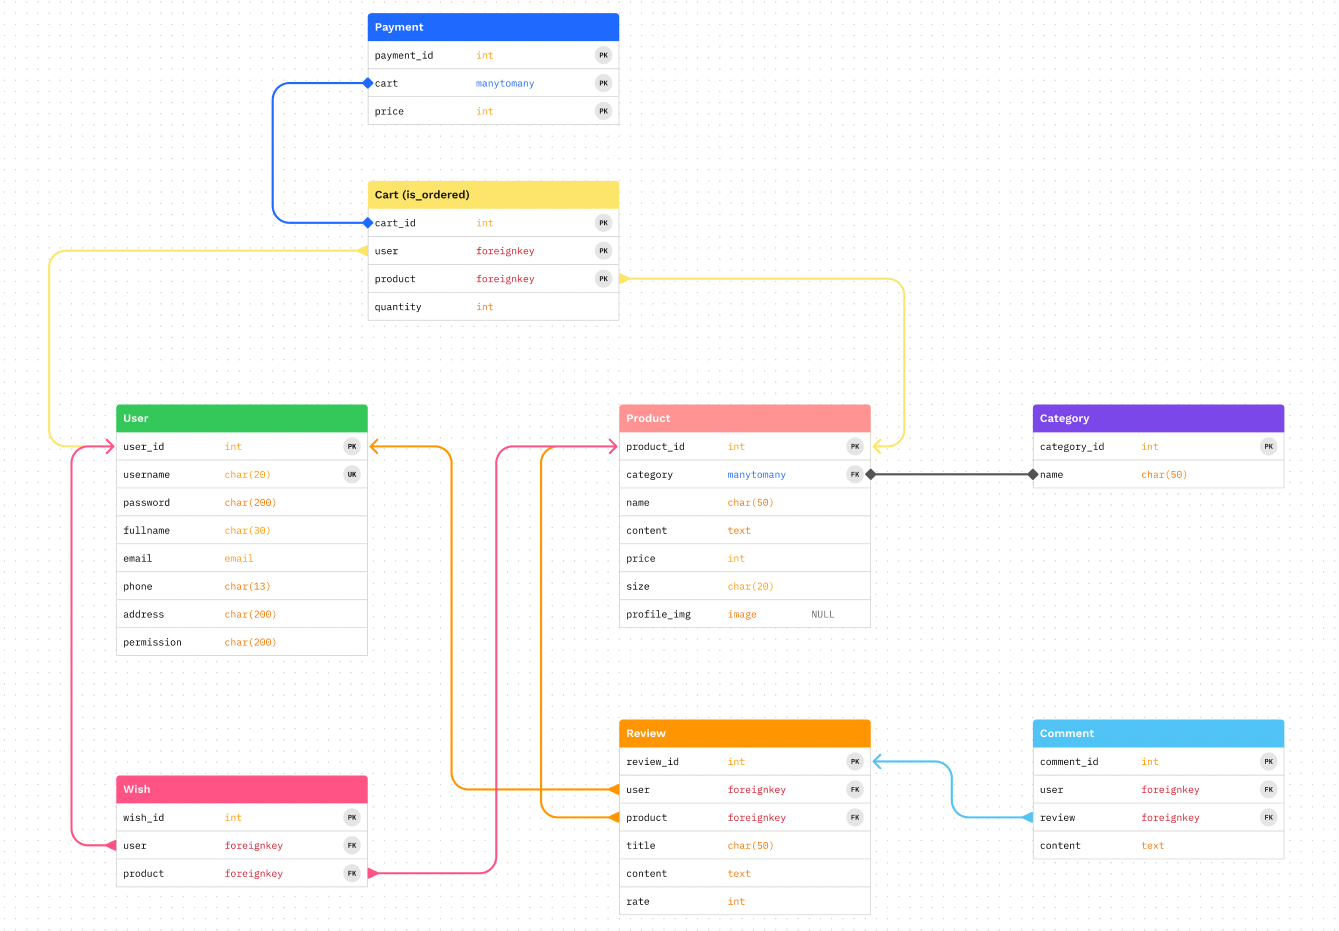 Payment
payment_id int PK
cart manytomany PK
price int PK
Cart (is_ordered)
cart_id int PK
user foreignkey PK
product foreignkey PK
quantity int
User
user_id int PK
username char(20) UK
password char(200)
fullname char(30)
email email
phone char(13)
address char(200)
permission char(200)
Product
product_id int PK
category manytomany FK
name char(50)
content text
price int
size char(20)
profile_img image NULL
Category
category_id int PK
name char(50)
Wish
wish_id int PK
user foreignkey FK
product foreignkey FK
Review
review_id int PK
user foreignkey FK
product foreignkey FK
title char(50)
content text
rate int
Comment
comment_id int PK
user foreignkey FK
review foreignkey FK
content text